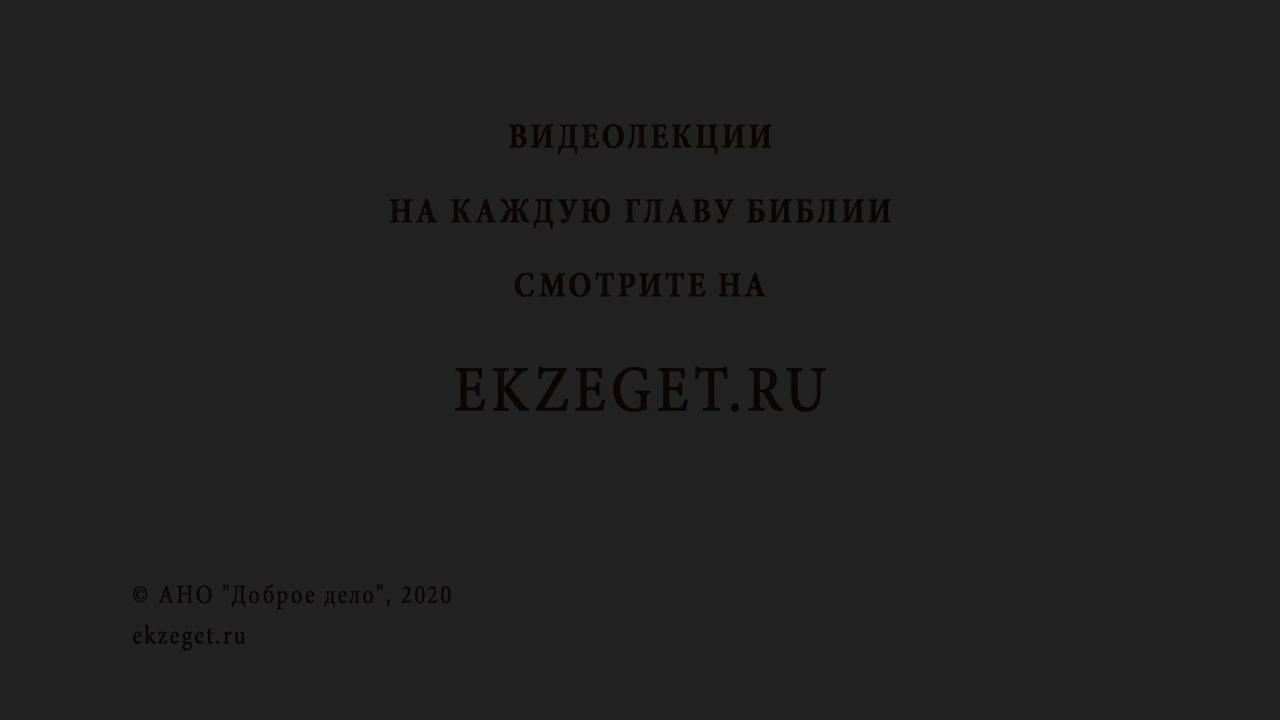 ВИДЕОЛЕКЦИИ
НА КАЖДУЮ ГЛАВУ БИБЛИИ
СМОТРИТЕ НА
EKZEGET.RU
© АНО "Доброе дело", 2020
ekzeget.ru